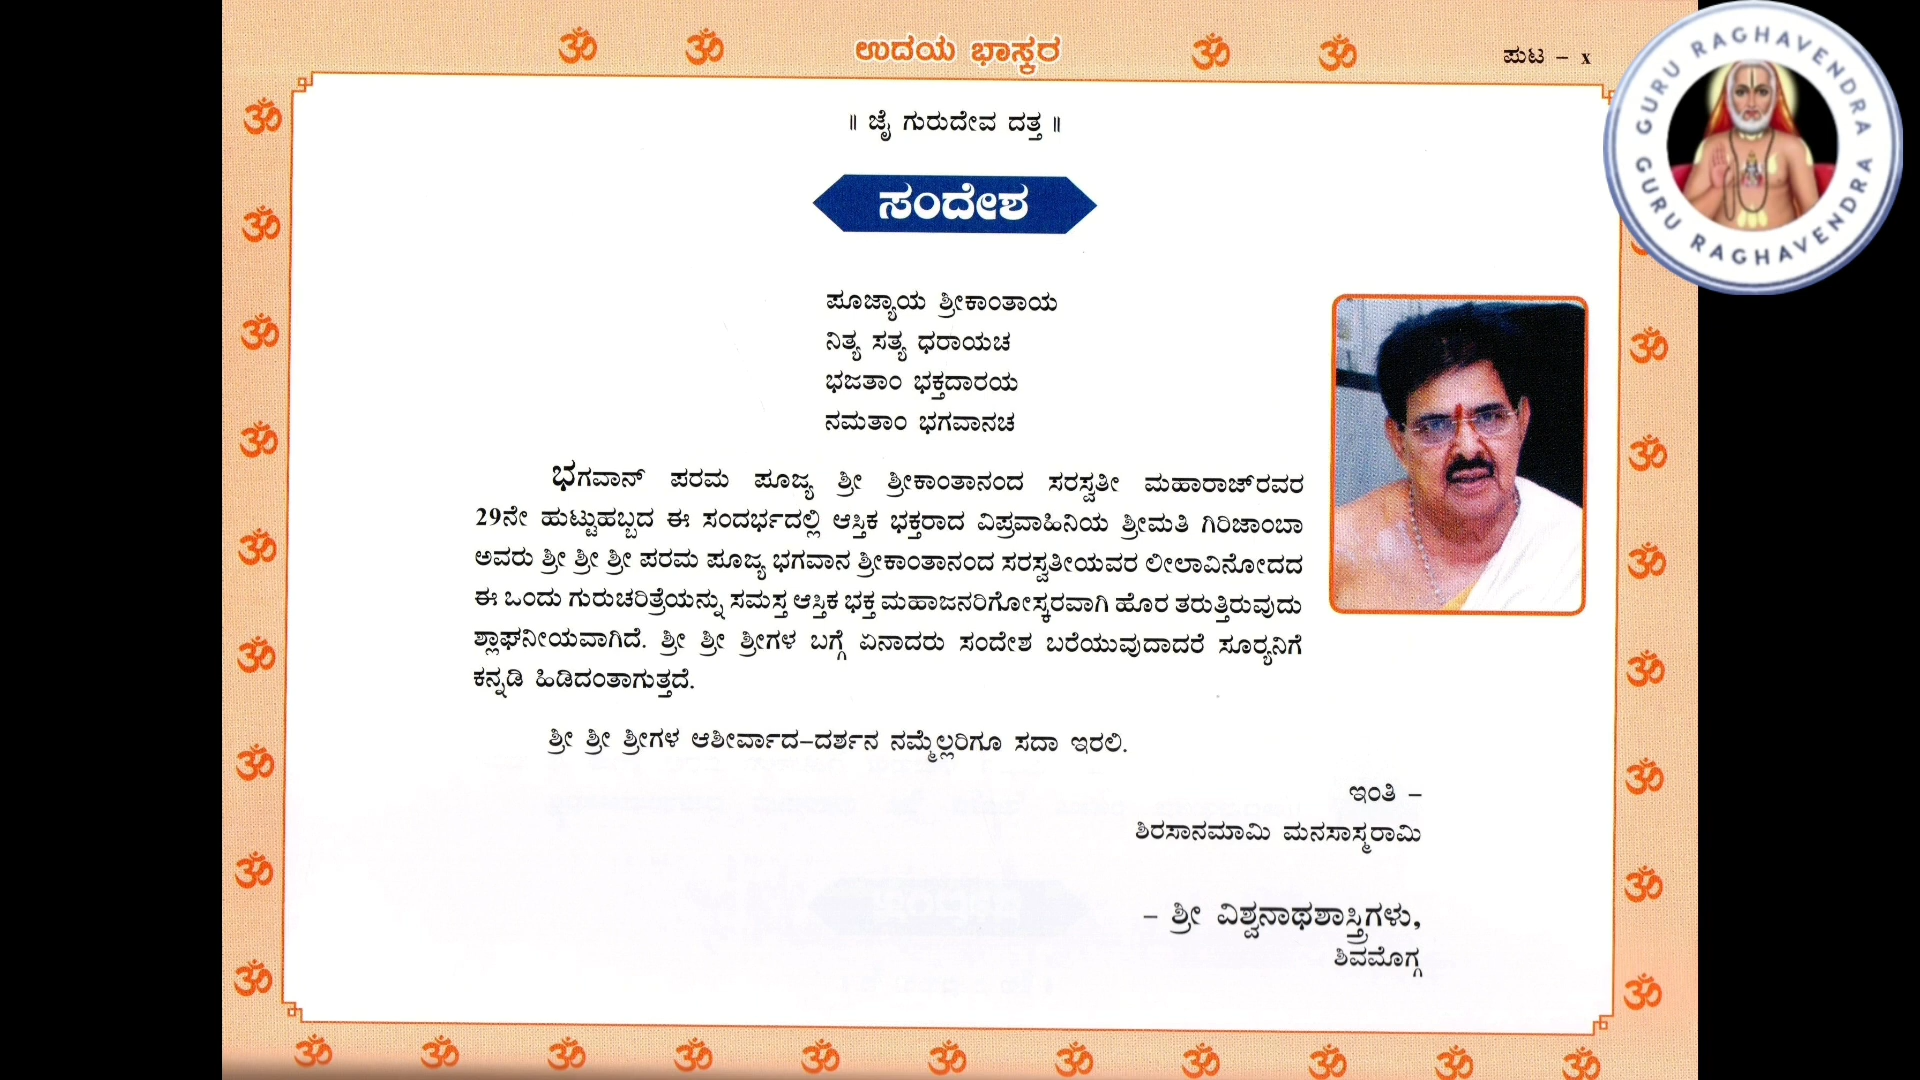 ಉದಯ ಭಾಸ್ಕರ
ಪುಟ – x
॥ ಜೈ ಗುರುದೇವ ದತ್ತ ॥
ಸಂದೇಶ
ಪೂಜ್ಯಾಯ ಶ್ರೀಕಾಂತಾಯ
ನಿತ್ಯ ಸತ್ಯ ಧರಾಯಚ
ಭಜತಾಂ ಭಕ್ತದಾರಯ
ನಮತಾಂ ಭಗವಾನಚ
ಭಗವಾನ್ ಪರಮ ಪೂಜ್ಯ ಶ್ರೀ ಶ್ರೀಕಾಂತಾನಂದ ಸರಸ್ವತೀ ಮಹಾರಾಜ್‌ರವರ
29ನೇ ಹುಟ್ಟುಹಬ್ಬದ ಈ ಸಂದರ್ಭದಲ್ಲಿ ಆಸ್ತಿಕ ಭಕ್ತರಾದ ವಿಪ್ರವಾಹಿನಿಯ ಶ್ರೀಮತಿ ಗಿರಿಜಾಂಬಾ
ಅವರು ಶ್ರೀ ಶ್ರೀ ಶ್ರೀ ಪರಮ ಪೂಜ್ಯ ಭಗವಾನ ಶ್ರೀಕಾಂತಾನಂದ ಸರಸ್ವತೀಯವರ ಲೀಲಾವಿನೋದದ
ಈ ಒಂದು ಗುರುಚರಿತ್ರೆಯನ್ನು ಸಮಸ್ತ ಆಸ್ತಿಕ ಭಕ್ತ ಮಹಾಜನರಿಗೋಸ್ಕರವಾಗಿ ಹೊರ ತರುತ್ತಿರುವುದು
ಶ್ಲಾಘನೀಯವಾಗಿದೆ. ಶ್ರೀ ಶ್ರೀ ಶ್ರೀಗಳ ಬಗ್ಗೆ ಏನಾದರು ಸಂದೇಶ ಬರೆಯುವುದಾದರೆ ಸೂರ‍್ಯನಿಗೆ
ಕನ್ನಡಿ ಹಿಡಿದಂತಾಗುತ್ತದೆ.
ಶ್ರೀ ಶ್ರೀ ಶ್ರೀಗಳ ಆಶೀರ್ವಾದ–ದರ್ಶನ ನಮ್ಮೆಲ್ಲರಿಗೂ ಸದಾ ಇರಲಿ.
ಇಂತಿ –
ಶಿರಸಾನಮಾಮಿ ಮನಸಾಸ್ಮರಾಮಿ
– ಶ್ರೀ ವಿಶ್ವನಾಥಶಾಸ್ತ್ರಿಗಳು,
ಶಿವಮೊಗ್ಗ
GURU RAGHAVENDRA
GURU RAGHAVENDRA